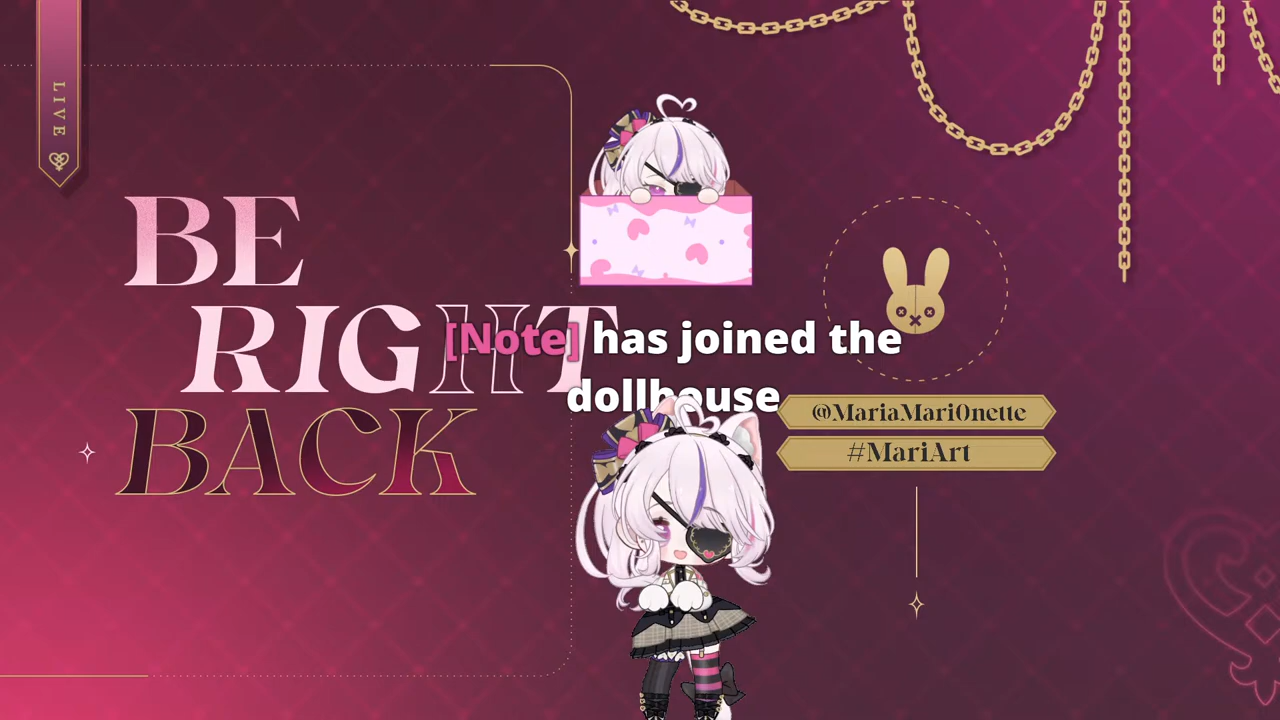 LIVE
BE
RIGHT
BACK
[Note] has joined the
dollhouse
@MariaMari0nette
#MariArt